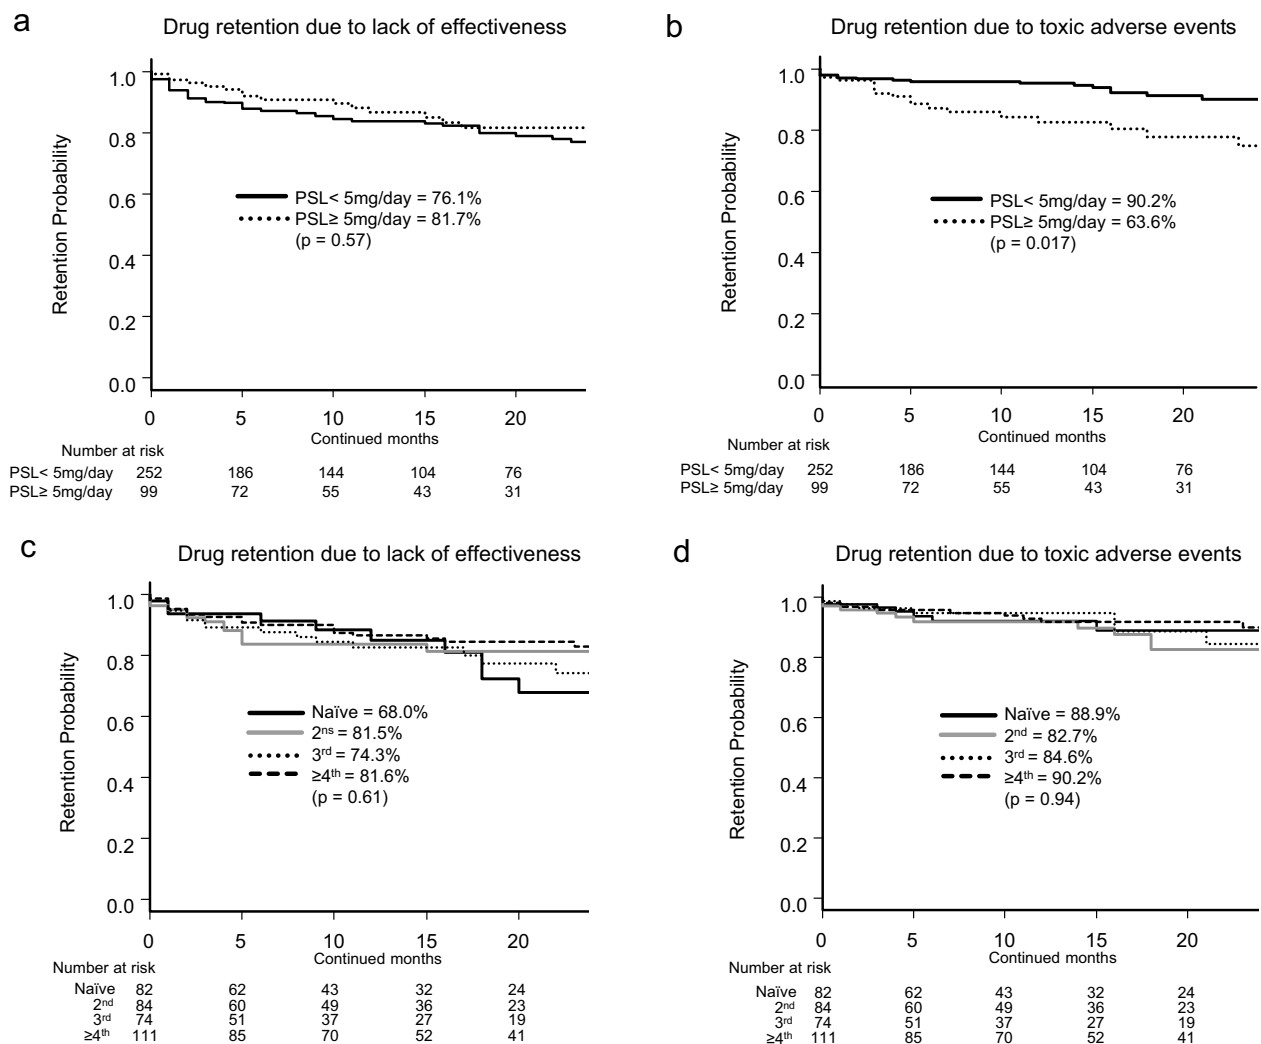 a
Drug retention due to lack of effectiveness
Retention Probability
1.0
0.8
0.6
0.4
0.2
0.0
PSL< 5mg/day = 76.1%
PSL≥ 5mg/day = 81.7%
(p = 0.57)
0 5 10 15 20
Continued months
Number at risk
PSL< 5mg/day 252 186 144 104 76
PSL≥ 5mg/day 99 72 55 43 31
b
Drug retention due to toxic adverse events
Retention Probability
1.0
0.8
0.6
0.4
0.2
0.0
PSL< 5mg/day = 90.2%
PSL≥ 5mg/day = 63.6%
(p = 0.017)
0 5 10 15 20
Continued months
Number at risk
PSL< 5mg/day 252 186 144 104 76
PSL≥ 5mg/day 99 72 55 43 31
c
Drug retention due to lack of effectiveness
Retention Probability
1.0
0.8
0.6
0.4
0.2
0.0
Naïve = 68.0%
2ns = 81.5%
3rd = 74.3%
≥4th = 81.6%
(p = 0.61)
0 5 10 15 20
Continued months
Number at risk
Naïve 82 62 43 32 24
2nd 84 60 49 36 23
3rd 74 51 37 27 19
≥4th 111 85 70 52 41
d
Drug retention due to toxic adverse events
Retention Probability
1.0
0.8
0.6
0.4
0.2
0.0
Naïve = 88.9%
2nd = 82.7%
3rd = 84.6%
≥4th = 90.2%
(p = 0.94)
0 5 10 15 20
Continued months
Number at risk
Naïve 82 62 43 32 24
2nd 84 60 49 36 23
3rd 74 51 37 27 19
≥4th 111 85 70 52 41